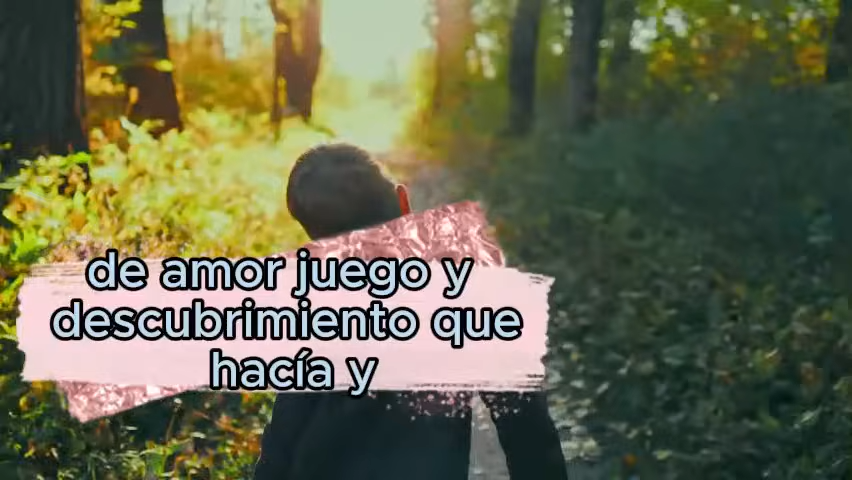 de amor juego y
descubrimiento que
hacía y